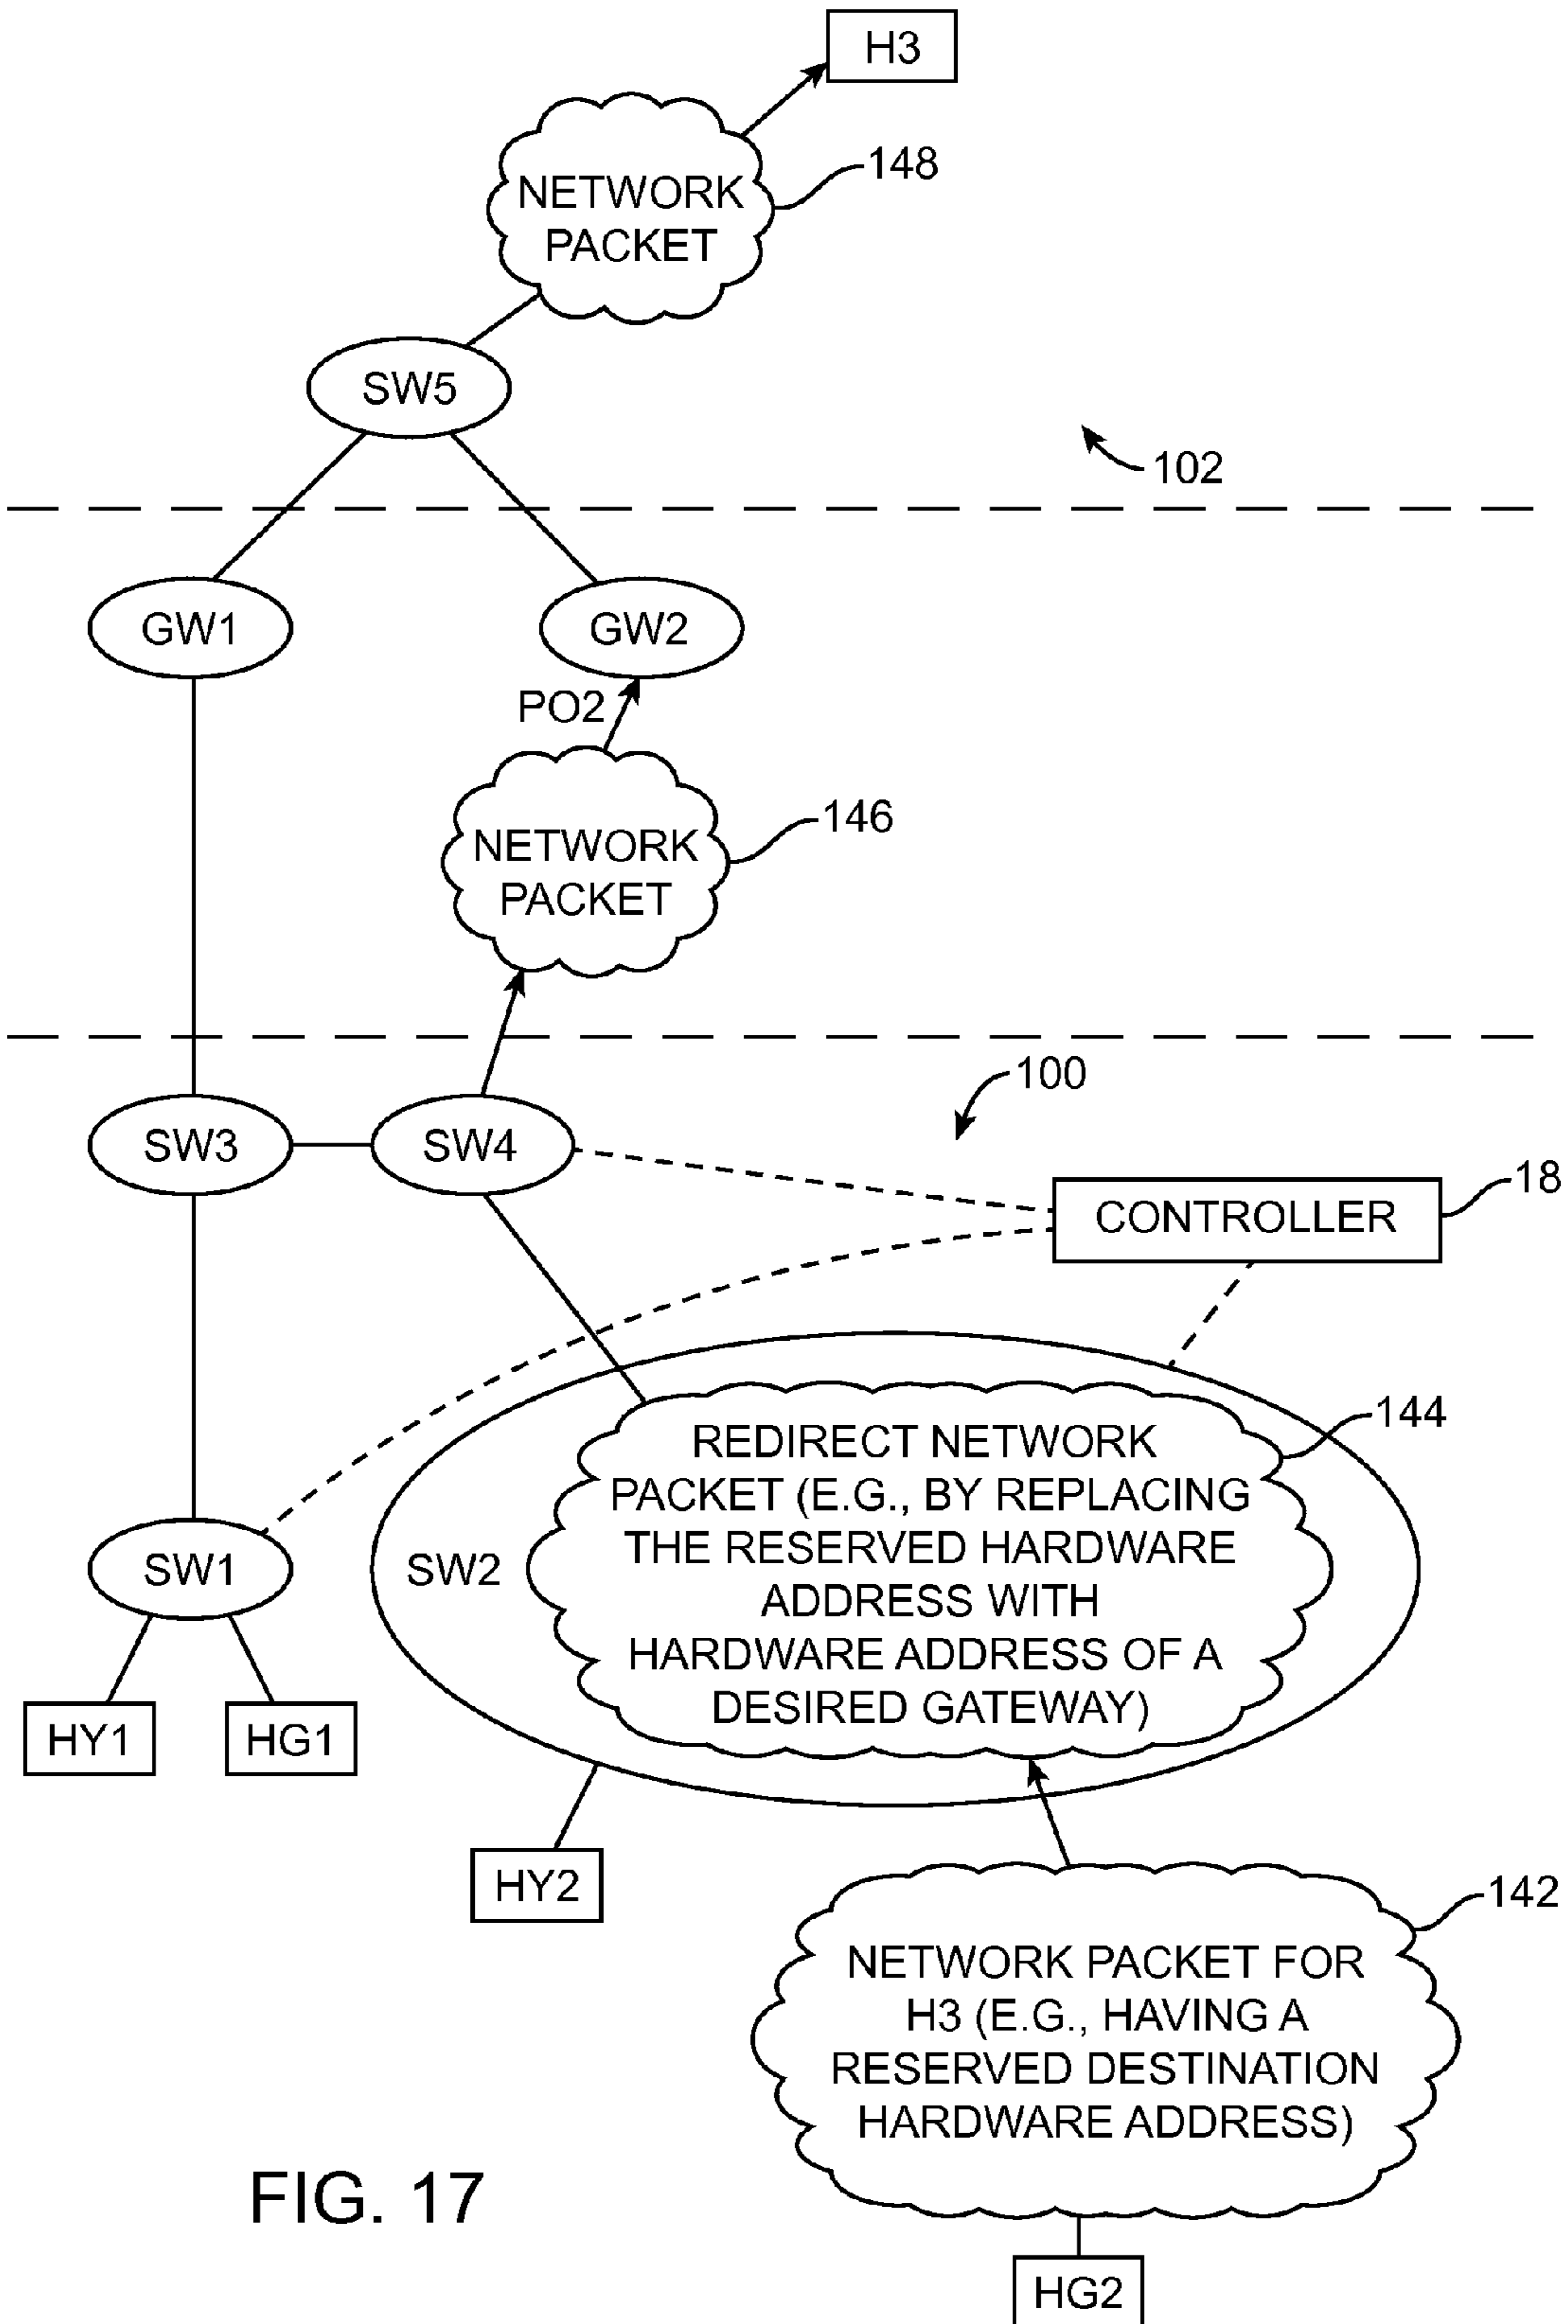 H3
148
NETWORK
PACKET
SW5
102
GW1
GW2
PO2
146
NETWORK
PACKET
100
SW3
SW4
18
CONTROLLER
144
REDIRECT NETWORK
PACKET (E.G., BY REPLACING
THE RESERVED HARDWARE
ADDRESS WITH
HARDWARE ADDRESS OF A
DESIRED GATEWAY)
SW1
SW2
HY1
HG1
HY2
142
NETWORK PACKET FOR
H3 (E.G., HAVING A
RESERVED DESTINATION
HARDWARE ADDRESS)
FIG. 17
HG2